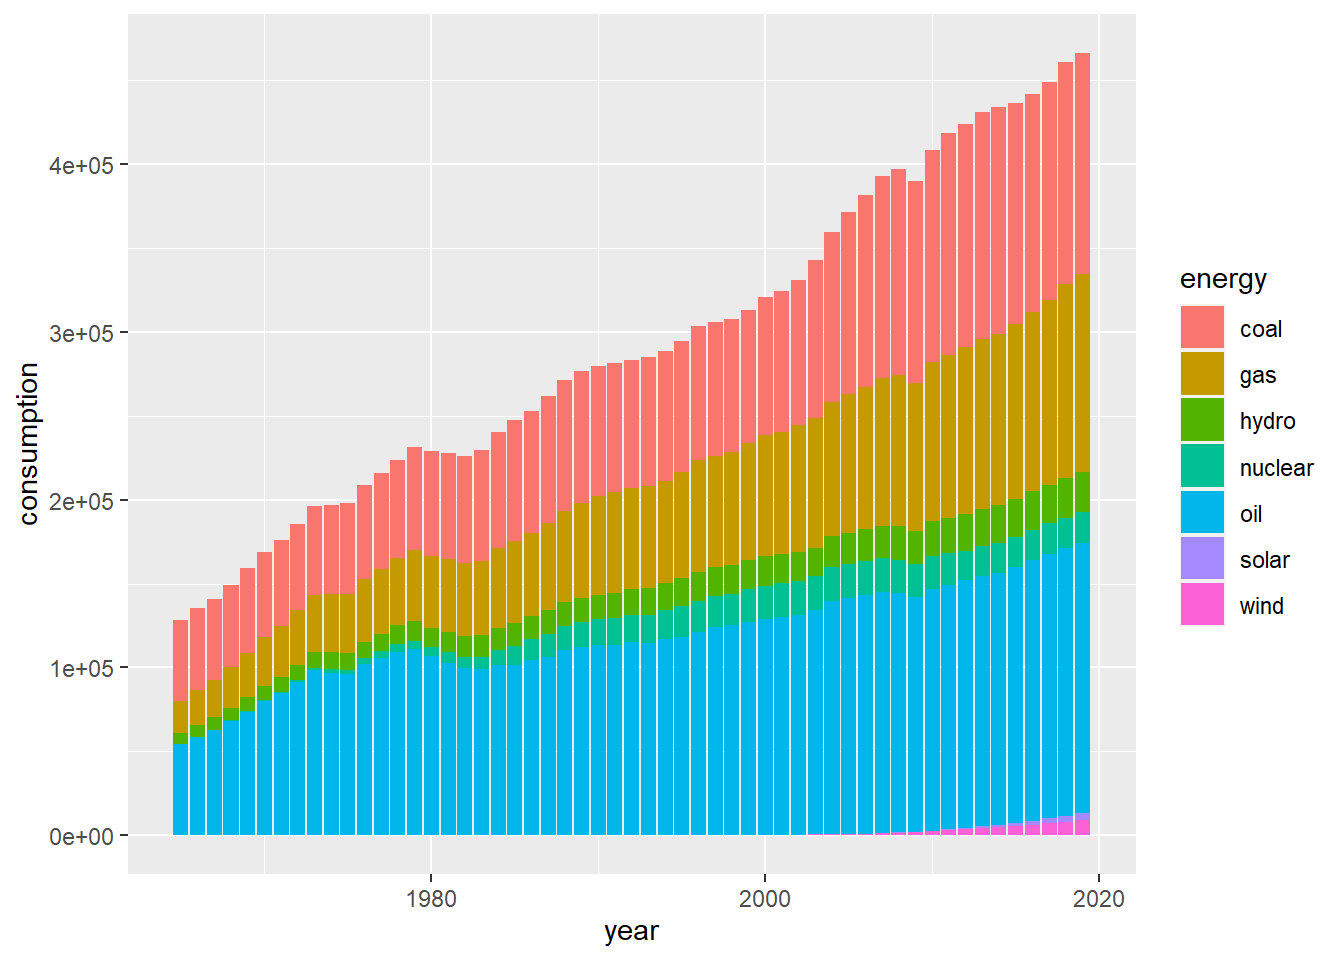 4e+05
3e+05
2e+05
1e+05
0e+00
consumption
1980
2000
2020
year
energy
coal
gas
hydro
nuclear
oil
solar
wind